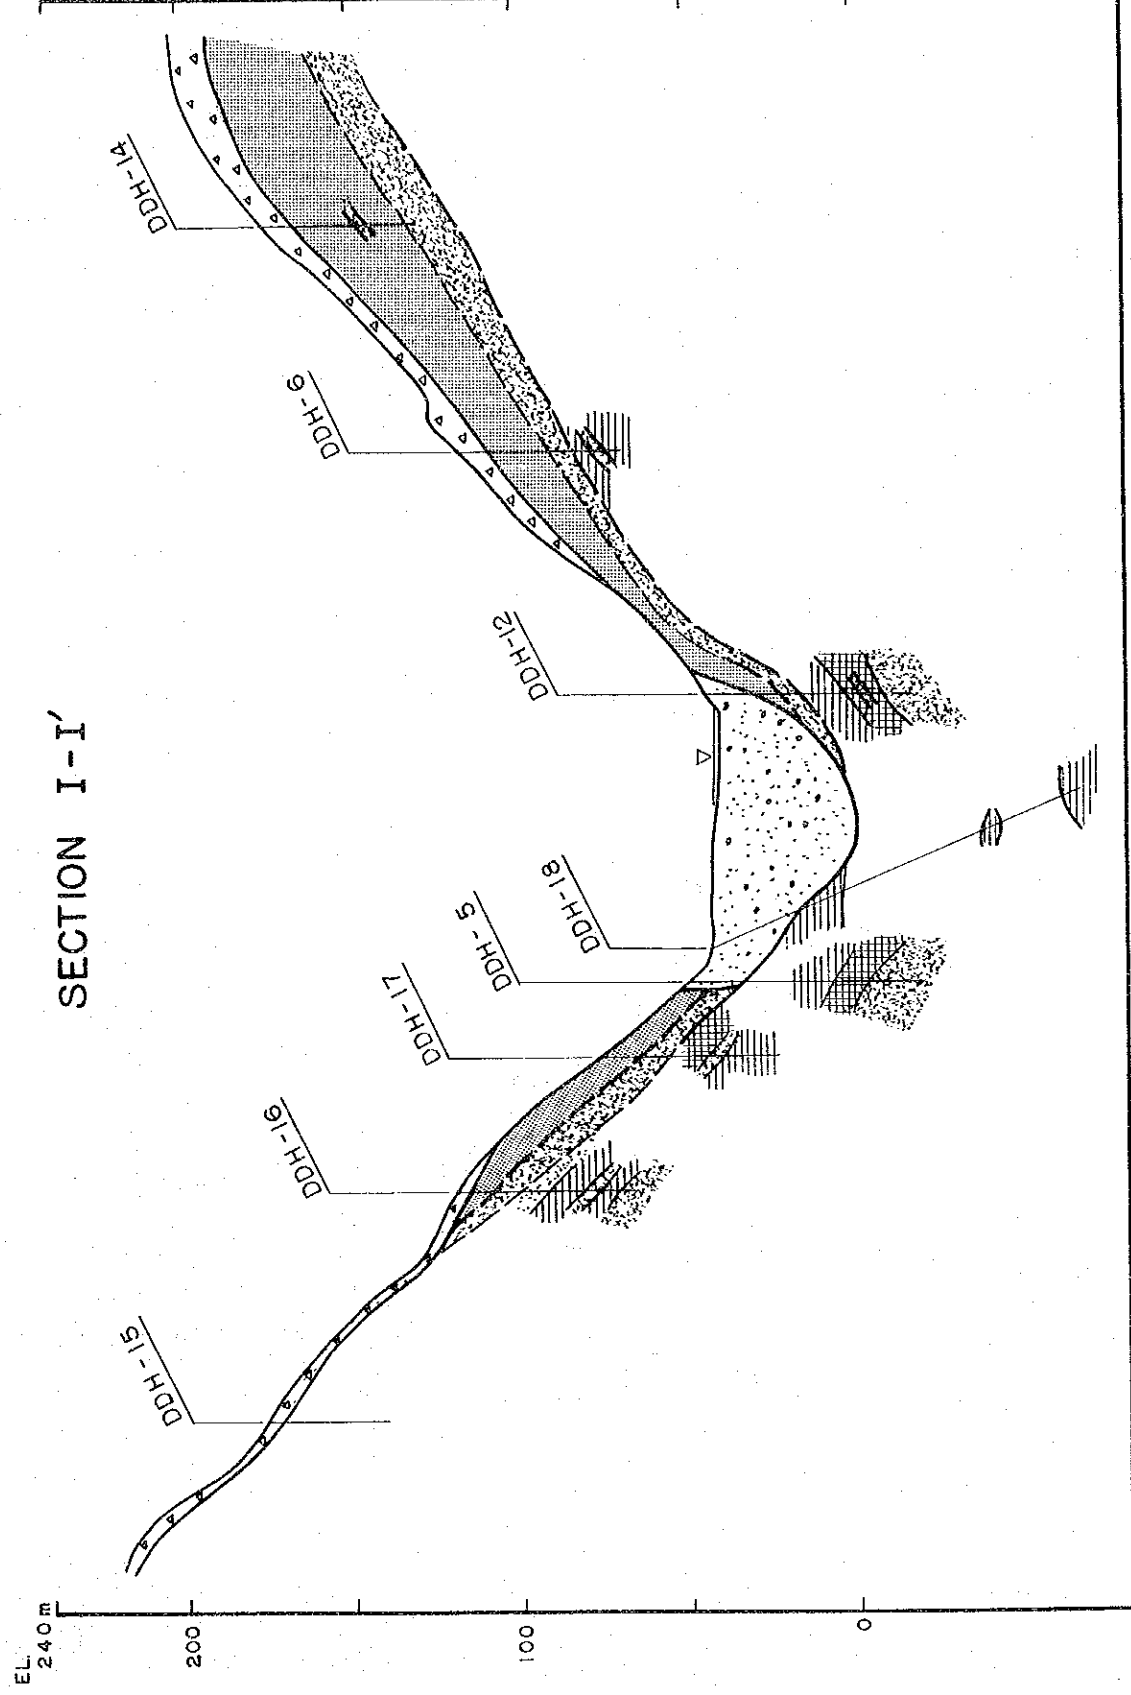 SECTION I-I'
EL.
240m
200
100
0
DDH-15
DDH-16
DDH-17
DDH-5
DDH-18
DDH-12
DDH-6
DDH-14